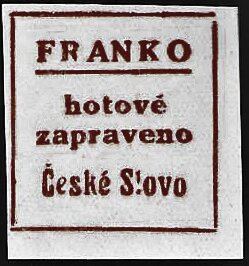 FRANKO
hotové
zapraveno
České Slovo